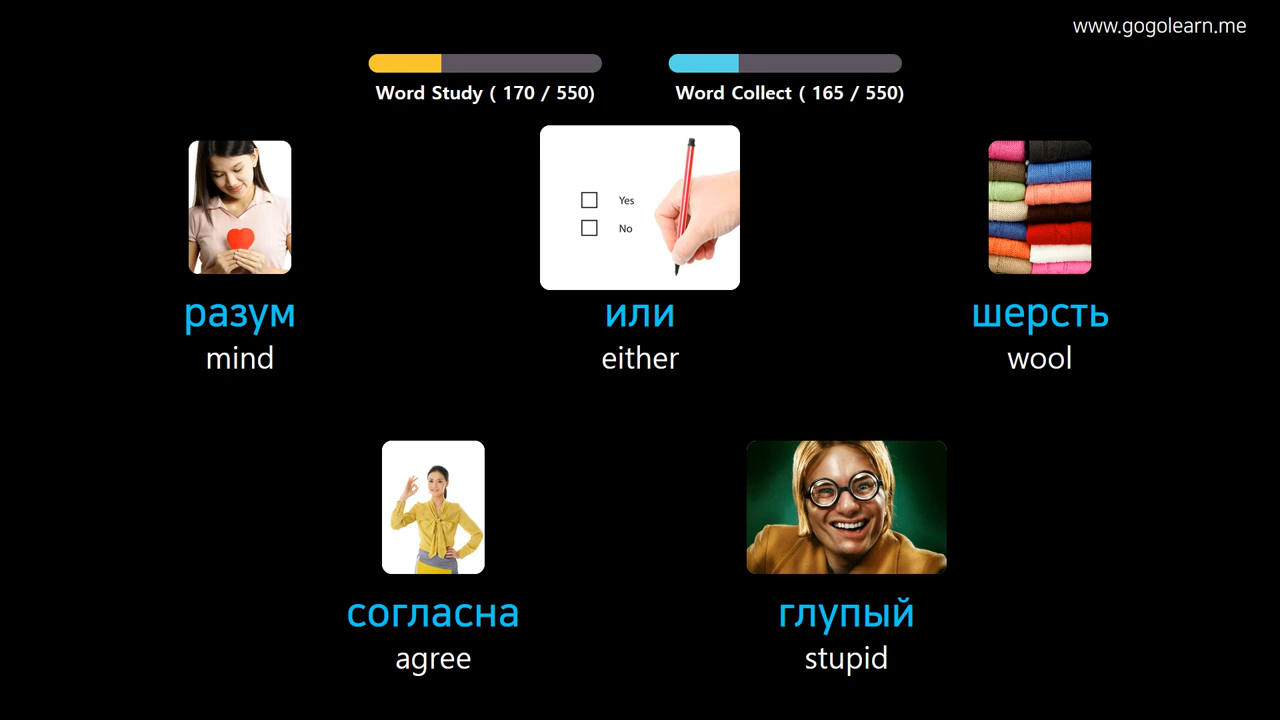 www.gogolearn.me
Word Study ( 170 / 550)
Word Collect ( 165 / 550)
Yes
No
разум
mind
или
either
шерсть
wool
согласна
agree
глупый
stupid